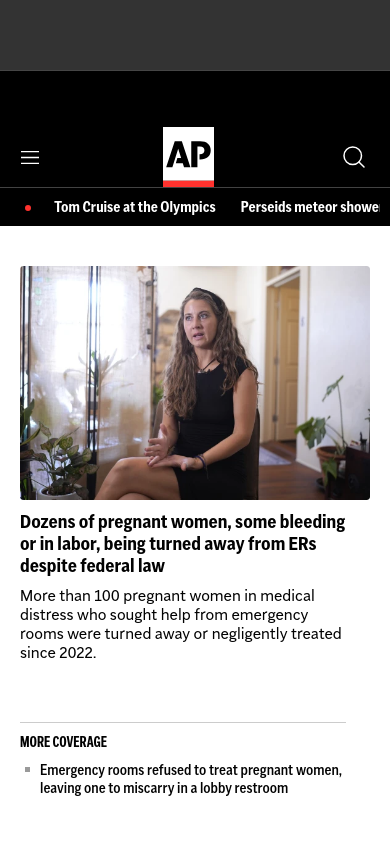 AP
Tom Cruise at the Olympics Perseids meteor showe
Dozens of pregnant women, some bleeding
or in labor, being turned away from ERs
despite federal law
More than 100 pregnant women in medical
distress who sought help from emergency
rooms were turned away or negligently treated
since 2022.
MORE COVERAGE
Emergency rooms refused to treat pregnant women,
leaving one to miscarry in a lobby restroom